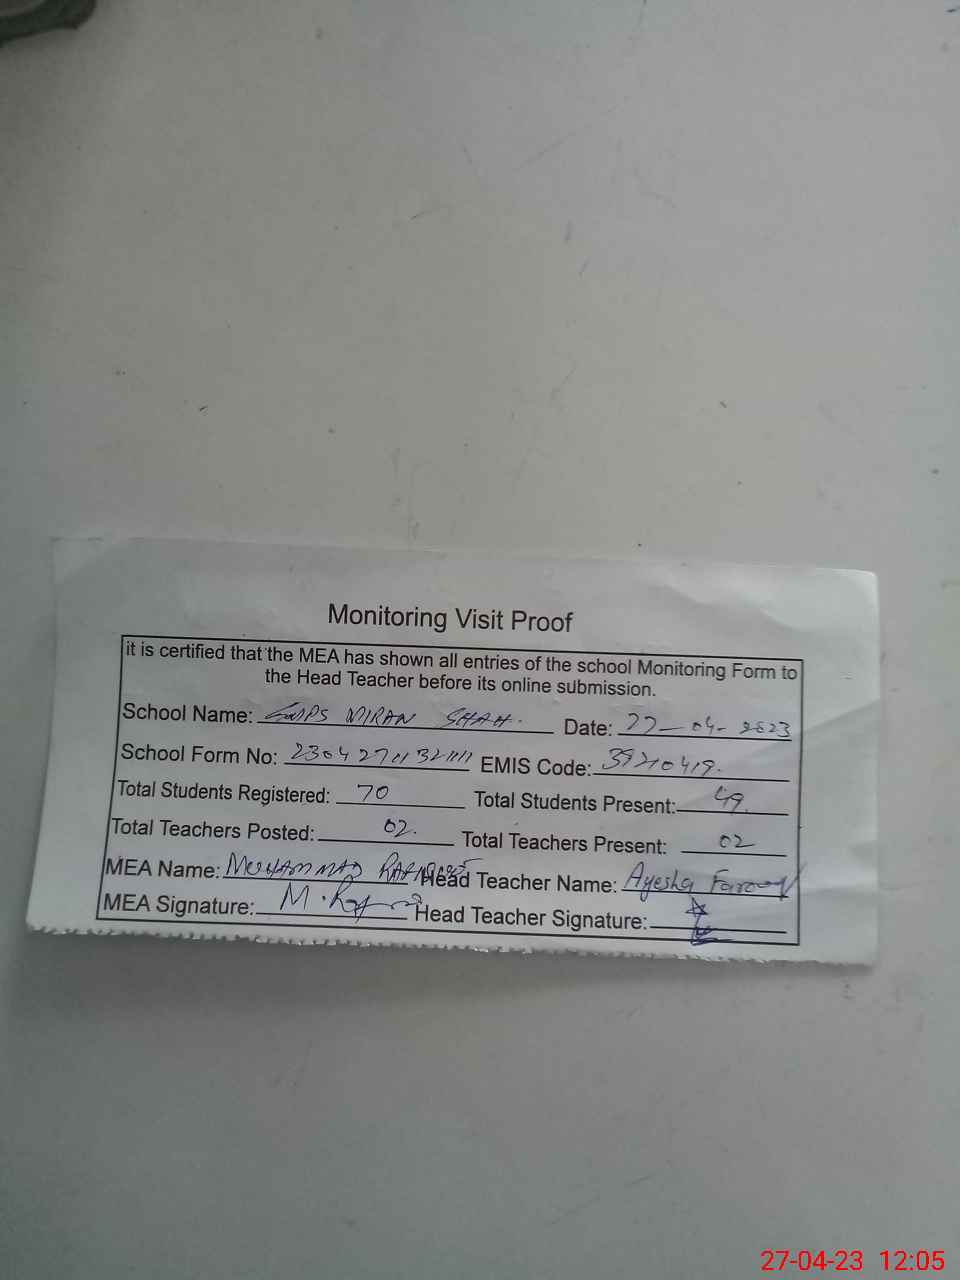 Monitoring Visit Proof
it is certified that the MEA has shown all entries of the school Monitoring Form to
the Head Teacher before its online submission.
School Name: MIRAN SHAH. Date: 27-04-2023
School Form No: EMIS Code: 39210419.
Total Students Registered: 70 Total Students Present: 49
Total Teachers Posted: 02. Total Teachers Present: 02
MEA Name: MUHAMMAD Head Teacher Name: Ayesha Farooq
MEA Signature: Head Teacher Signature:
27-04-23 12:05